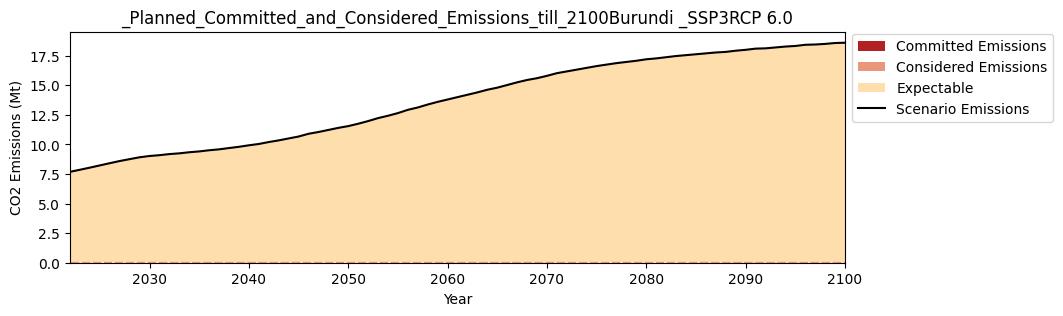 _Planned_Committed_and_Considered_Emissions_till_2100Burundi _SSP3RCP 6.0
Committed Emissions
Considered Emissions
Expectable
Scenario Emissions
CO2 Emissions (Mt)
17.5
15.0
12.5
10.0
7.5
5.0
2.5
0.0
2030 2040 2050 2060 2070 2080 2090 2100
Year